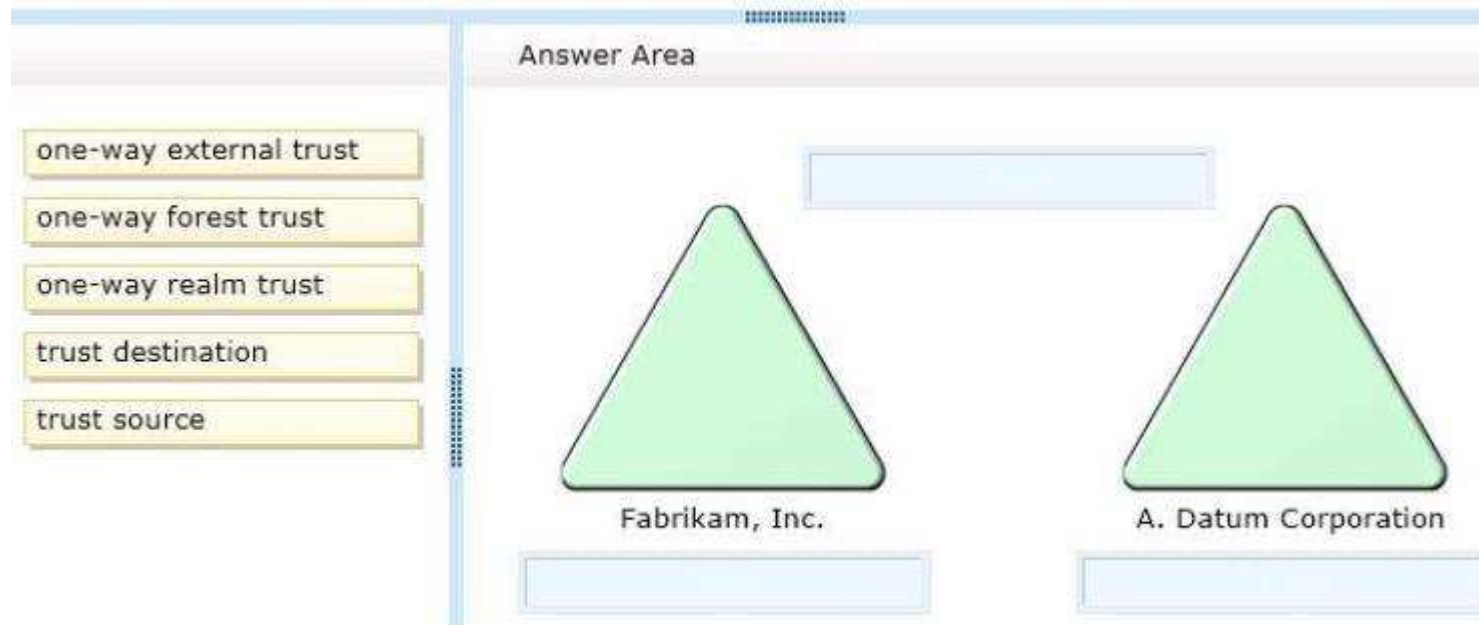 Answer Area
one-way external trust
one-way forest trust
one-way realm trust
trust destination
trust source
Fabrikam, Inc.
A. Datum Corporation